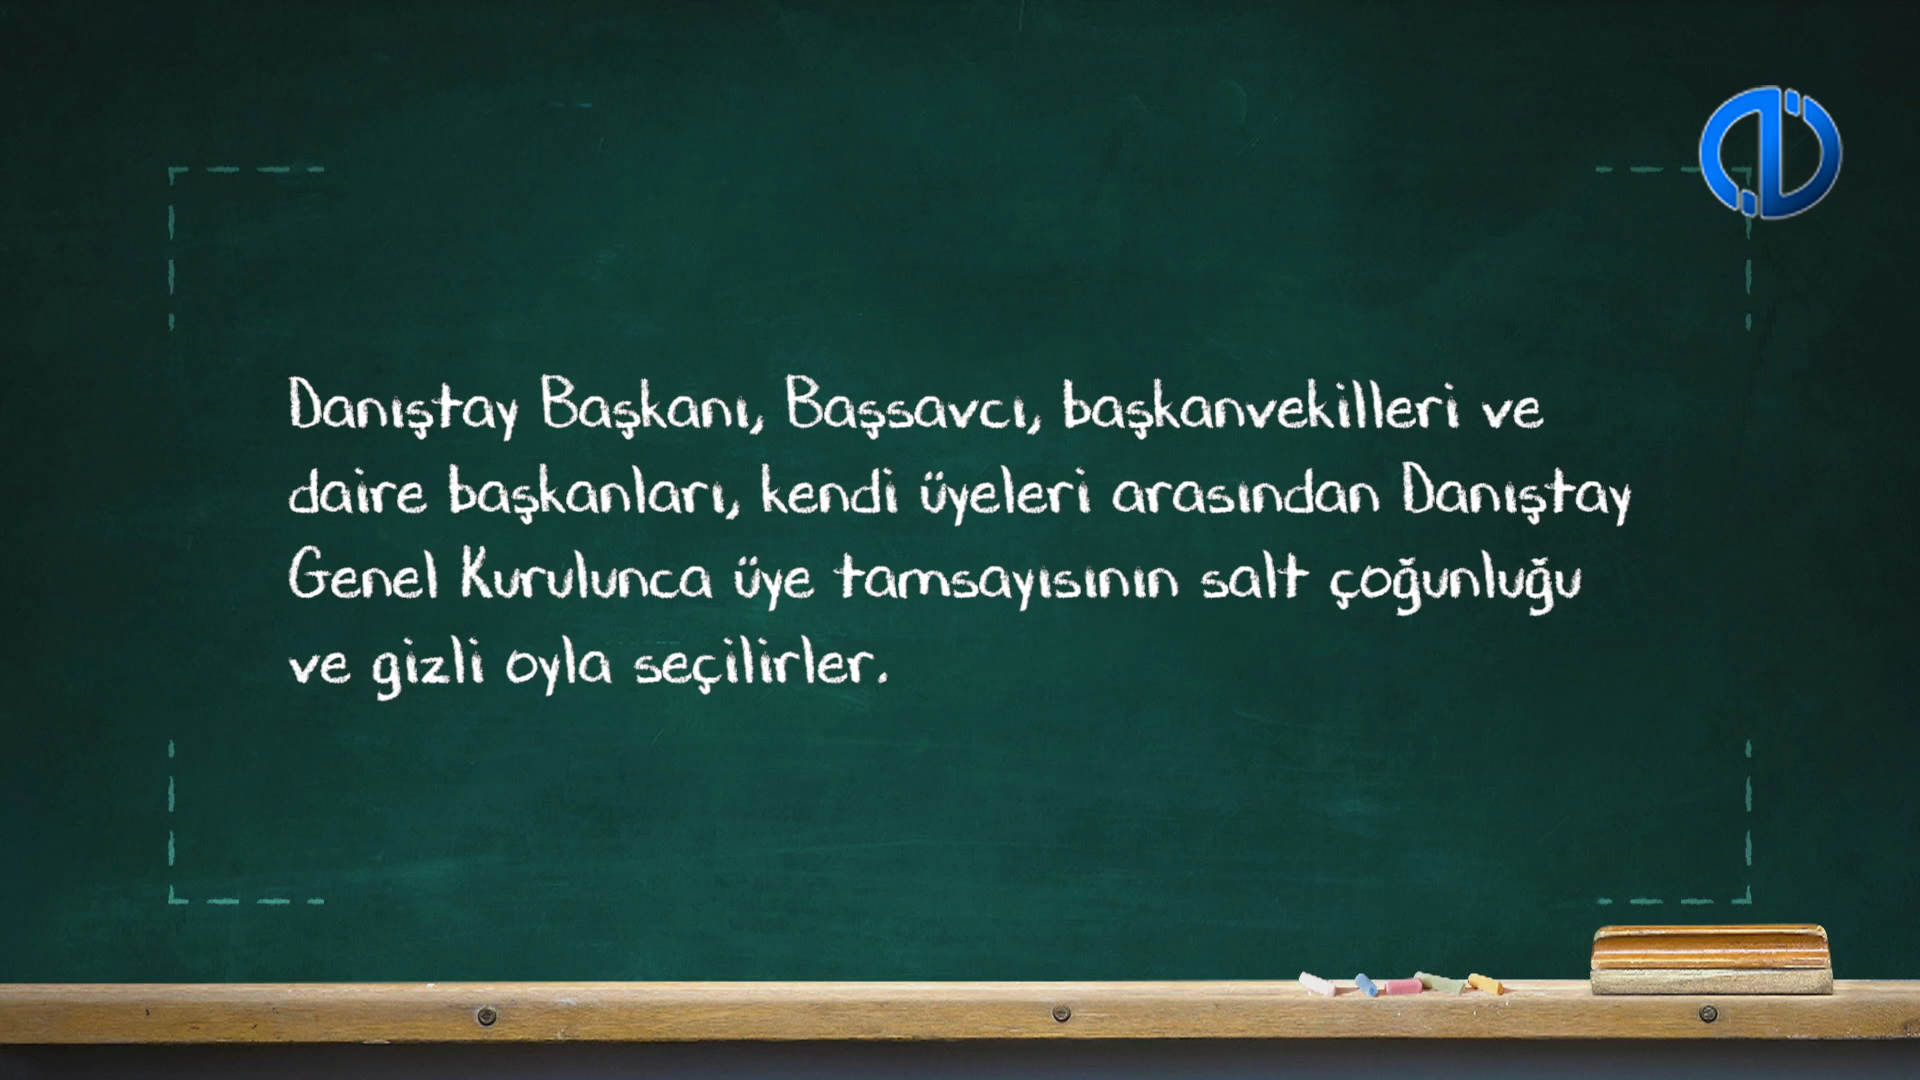 Danıştay Başkanı, Başsavcı, başkanvekilleri ve
daire başkanları, kendi üyeleri arasından Danıştay
Genel Kurulunca üye tamsayısının salt çoğunluğu
ve gizli oyla seçilirler.